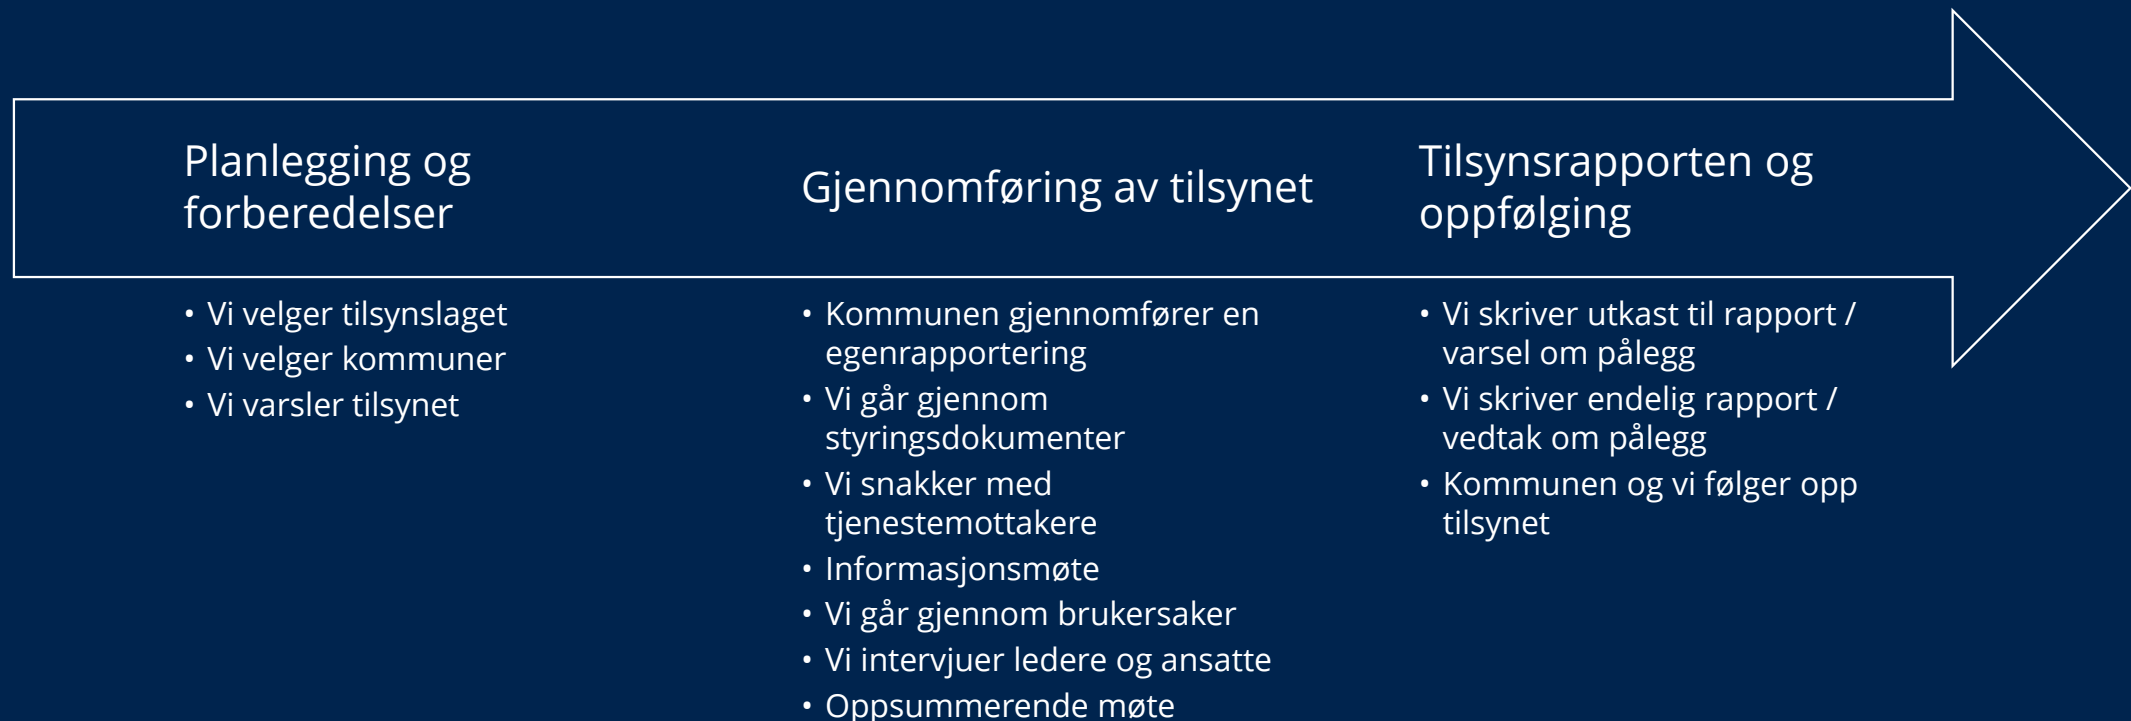 Planlegging og
forberedelser
• Vi velger tilsynslaget
• Vi velger kommuner
• Vi varsler tilsynet
Gjennomføring av tilsynet
• Kommunen gjennomfører en
egenrapportering
• Vi går gjennom
styringsdokumenter
• Vi snakker med
tjenestemottakere
• Informasjonsmøte
• Vi går gjennom brukersaker
• Vi intervjuer ledere og ansatte
• Oppsummerende møte
Tilsynsrapporten og
oppfølging
• Vi skriver utkast til rapport /
varsel om pålegg
• Vi skriver endelig rapport /
vedtak om pålegg
• Kommunen og vi følger opp
tilsynet